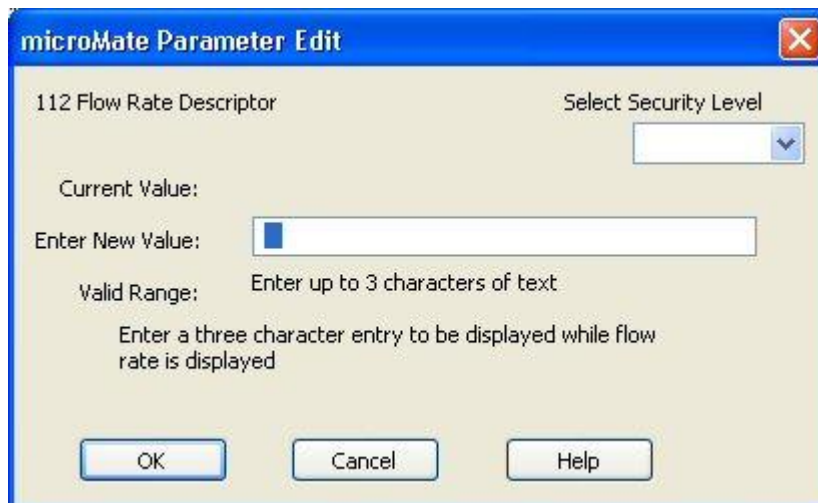 microMate Parameter Edit
112 Flow Rate Descriptor
Select Security Level
Current Value:
Enter New Value:
Valid Range:
Enter up to 3 characters of text
Enter a three character entry to be displayed while flow
rate is displayed
OK
Cancel
Help